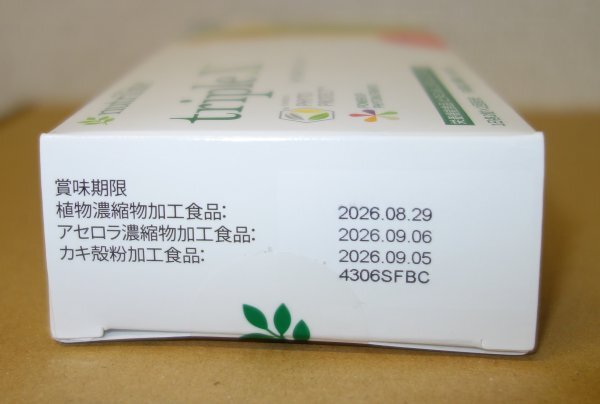 nutrilite
triple X
賞味期限
植物濃縮物加工食品: 2026.08.29
アセロラ濃縮物加工食品: 2026.09.06
カキ殻粉加工食品: 2026.09.05
4306SFBC